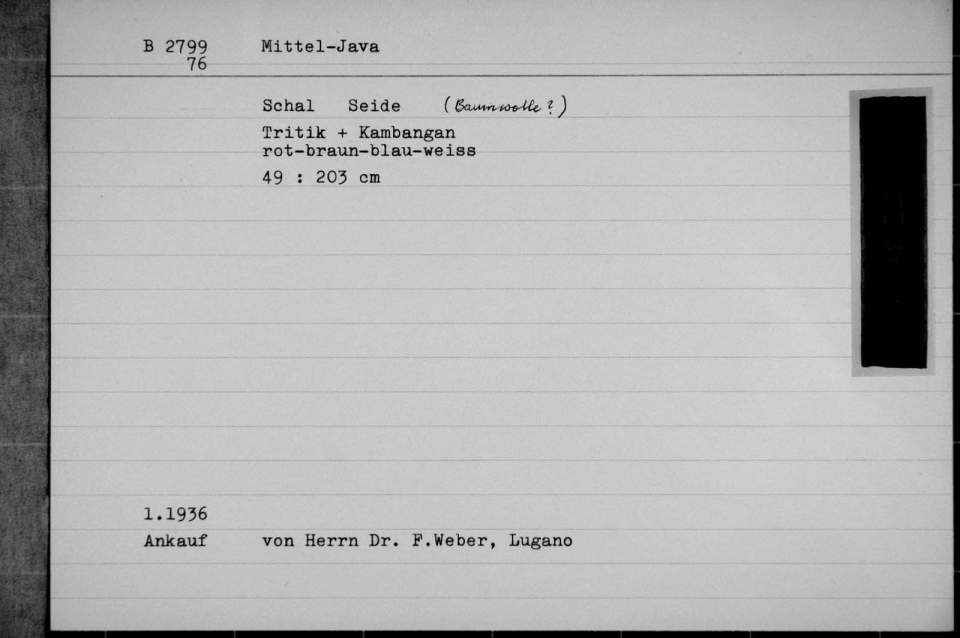 B 2799 Mittel-Java
76
Schal Seide (Baumwolle?)
Tritik + Kambangan
rot-braun-blau-weiss
49 : 203 cm
1.1936
Ankauf von Herrn Dr. F.Weber, Lugano